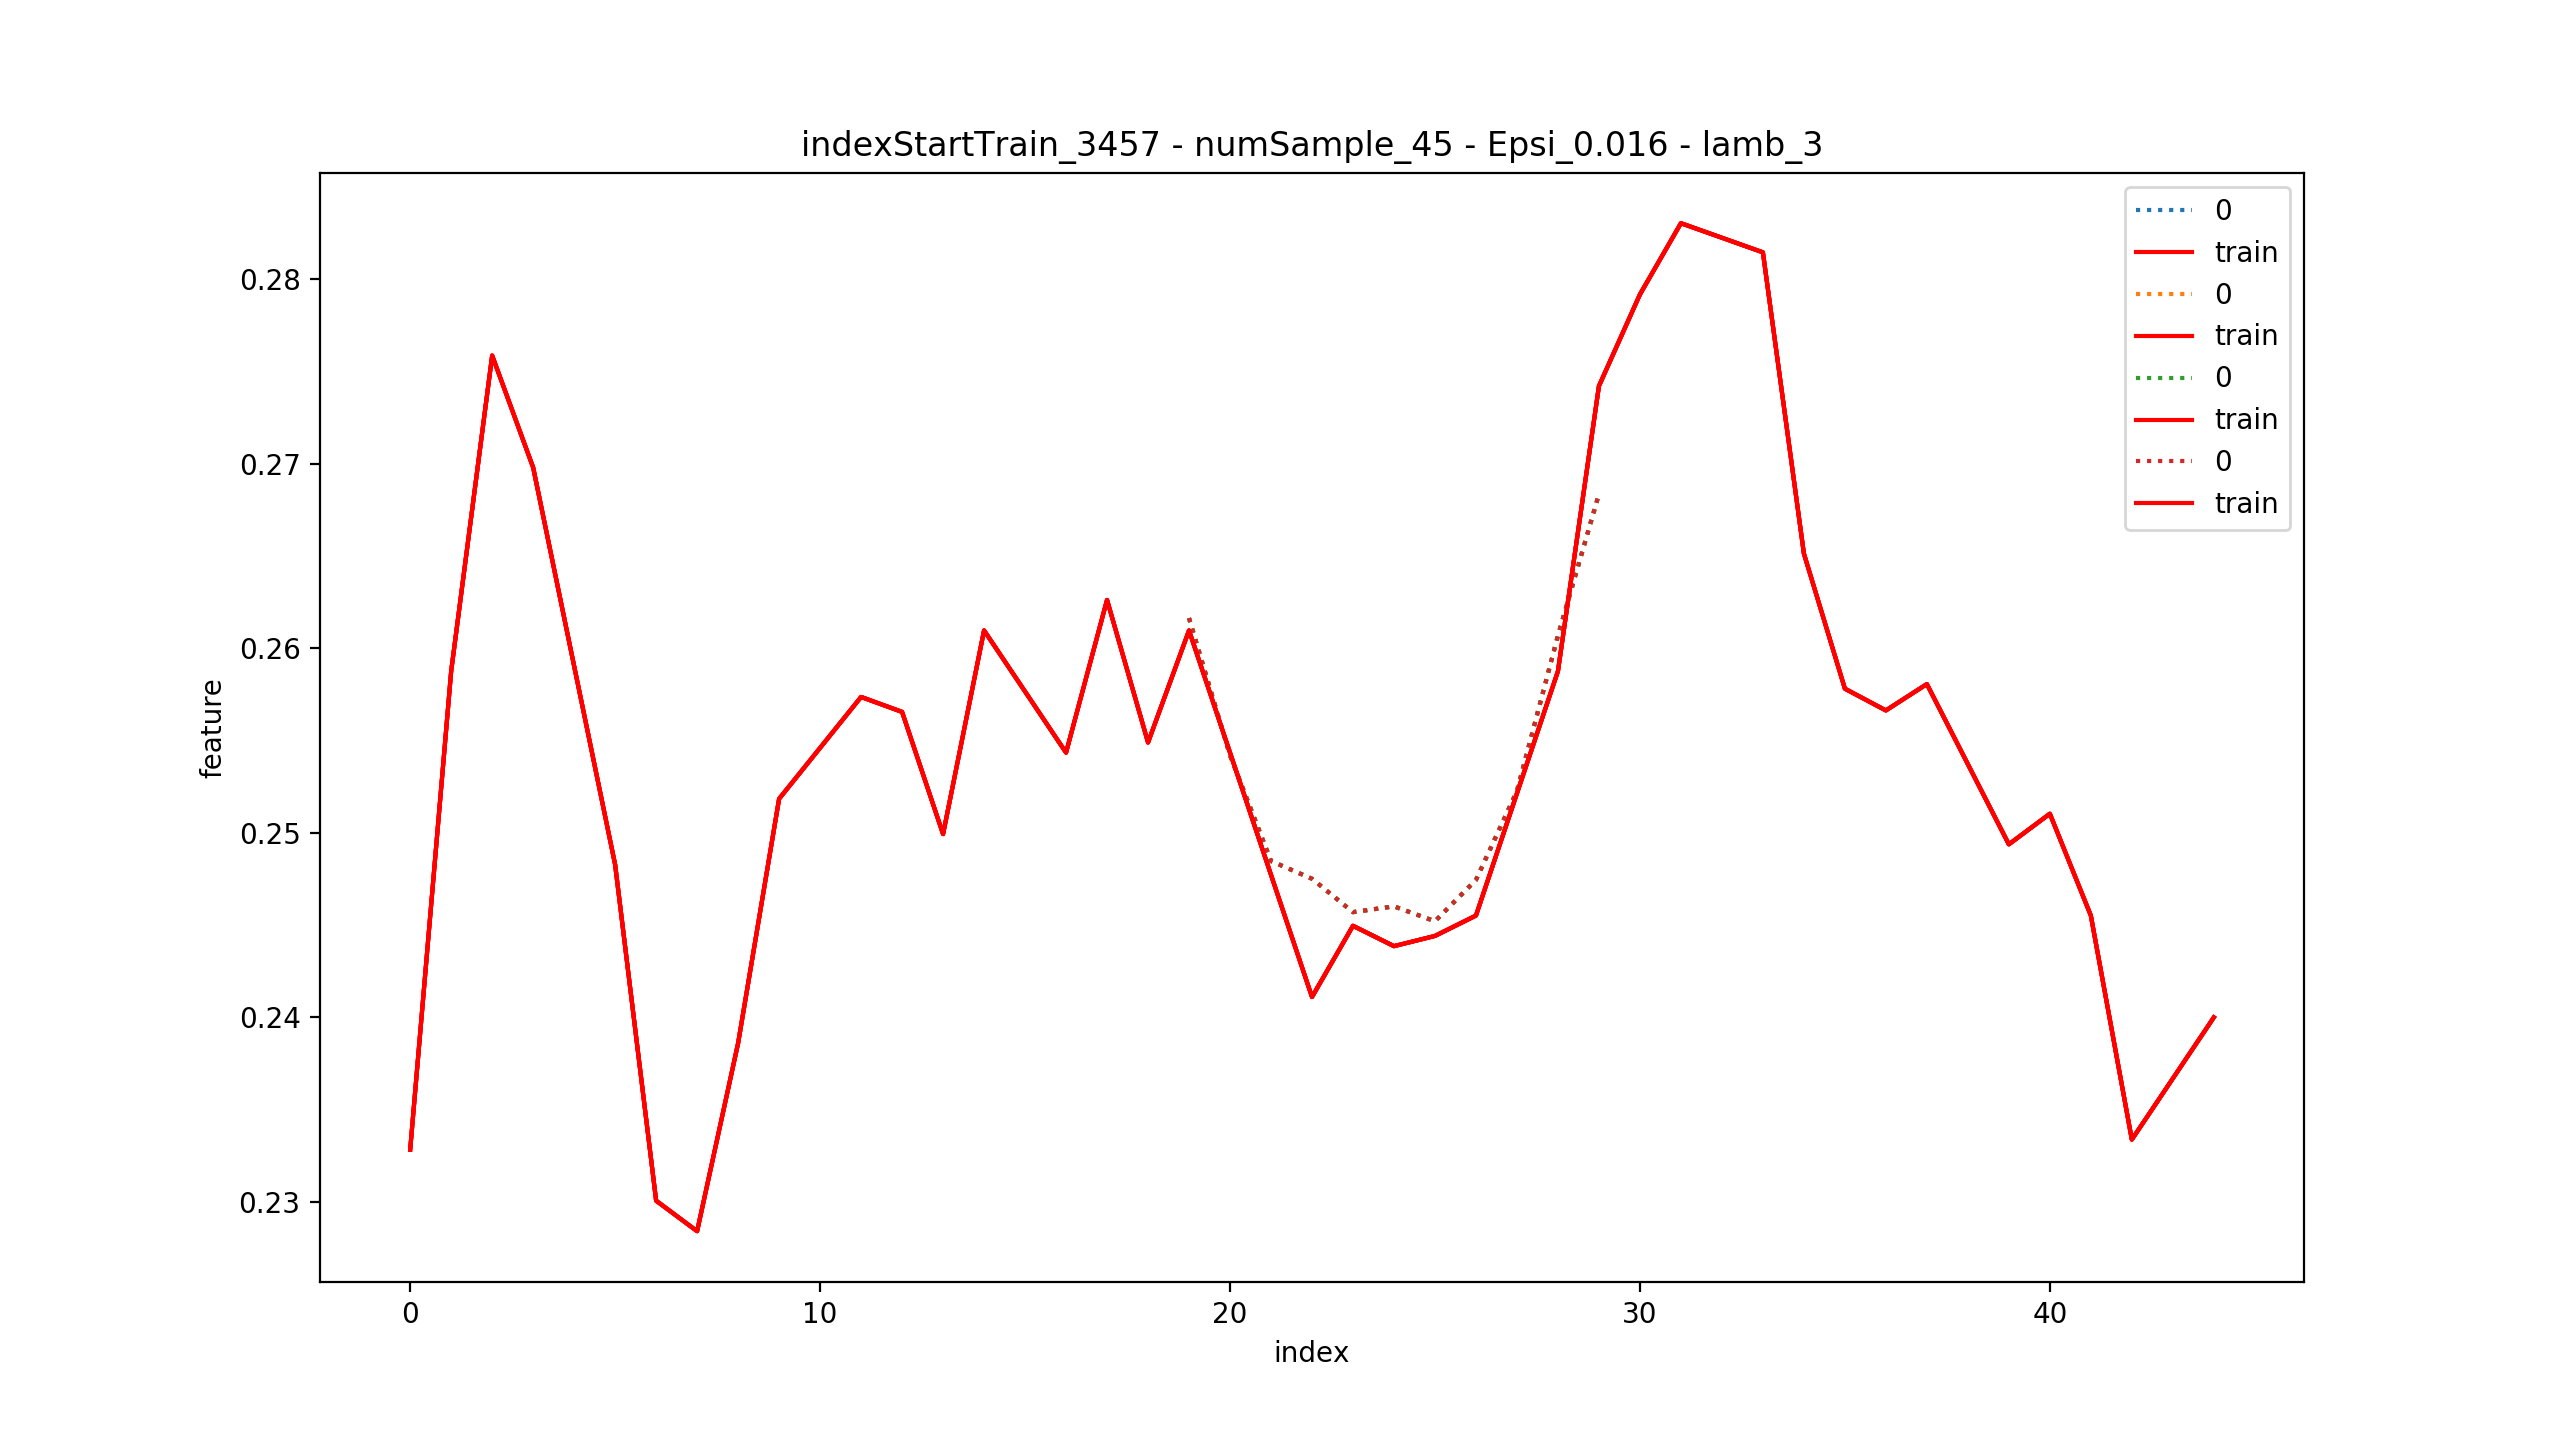 indexStartTrain_3457 - numSample_45 - Epsi_0.016 - lamb_3
0
train
0
train
0
train
0
train
0.28
0.27
0.26
0.25
0.24
0.23
feature
0
10
20
30
40
index